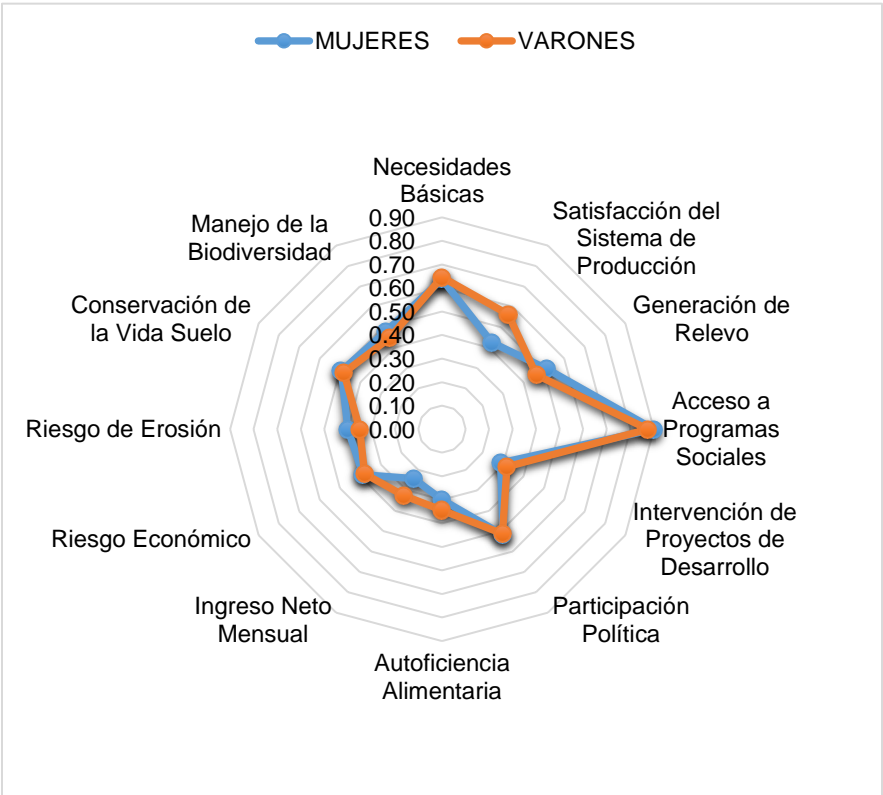 MUJERES VARONES
Necesidades
Básicas
Satisfacción del
Sistema de
Producción
Generación de
Relevo
Acceso a
Programas
Sociales
Intervención de
Proyectos de
Desarrollo
Participación
Política
Autoficiencia
Alimentaria
Ingreso Neto
Mensual
Riesgo Económico
Riesgo de Erosión
Conservación de
la Vida Suelo
Manejo de la
Biodiversidad
0.90
0.80
0.70
0.60
0.50
0.40
0.30
0.20
0.10
0.00